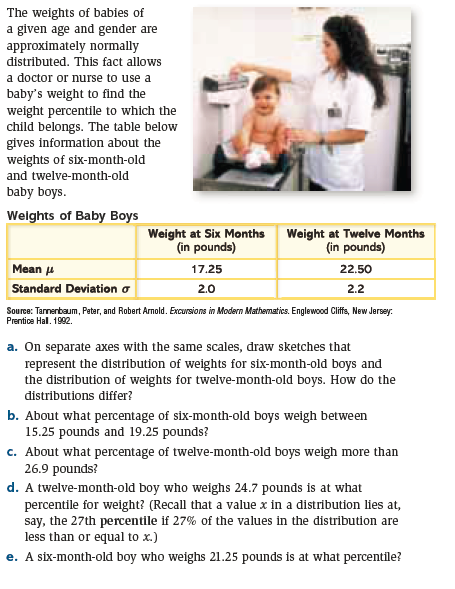 The weights of babies of
a given age and gender are
approximately normally
distributed. This fact allows
a doctor or nurse to use a
baby's weight to find the
weight percentile to which the
child belongs. The table below
gives information about the
weights of six-month-old
and twelve-month-old
baby boys.
Weights of Baby Boys
Weight at Six Months
(in pounds)
Weight at Twelve Months
(in pounds)
Mean μ 17.25 22.50
Standard Deviation σ 2.0 2.2
Source: Tannenbaum, Peter, and Robert Arnold. Excursions in Modern Mathematics. Englewood Cliffs, New Jersey:
Prentice Hall. 1992.
a. On separate axes with the same scales, draw sketches that
represent the distribution of weights for six-month-old boys and
the distribution of weights for twelve-month-old boys. How do the
distributions differ?
b. About what percentage of six-month-old boys weigh between
15.25 pounds and 19.25 pounds?
c. About what percentage of twelve-month-old boys weigh more than
26.9 pounds?
d. A twelve-month-old boy who weighs 24.7 pounds is at what
percentile for weight? (Recall that a value x in a distribution lies at,
say, the 27th percentile if 27% of the values in the distribution are
less than or equal to x.)
e. A six-month-old boy who weighs 21.25 pounds is at what percentile?